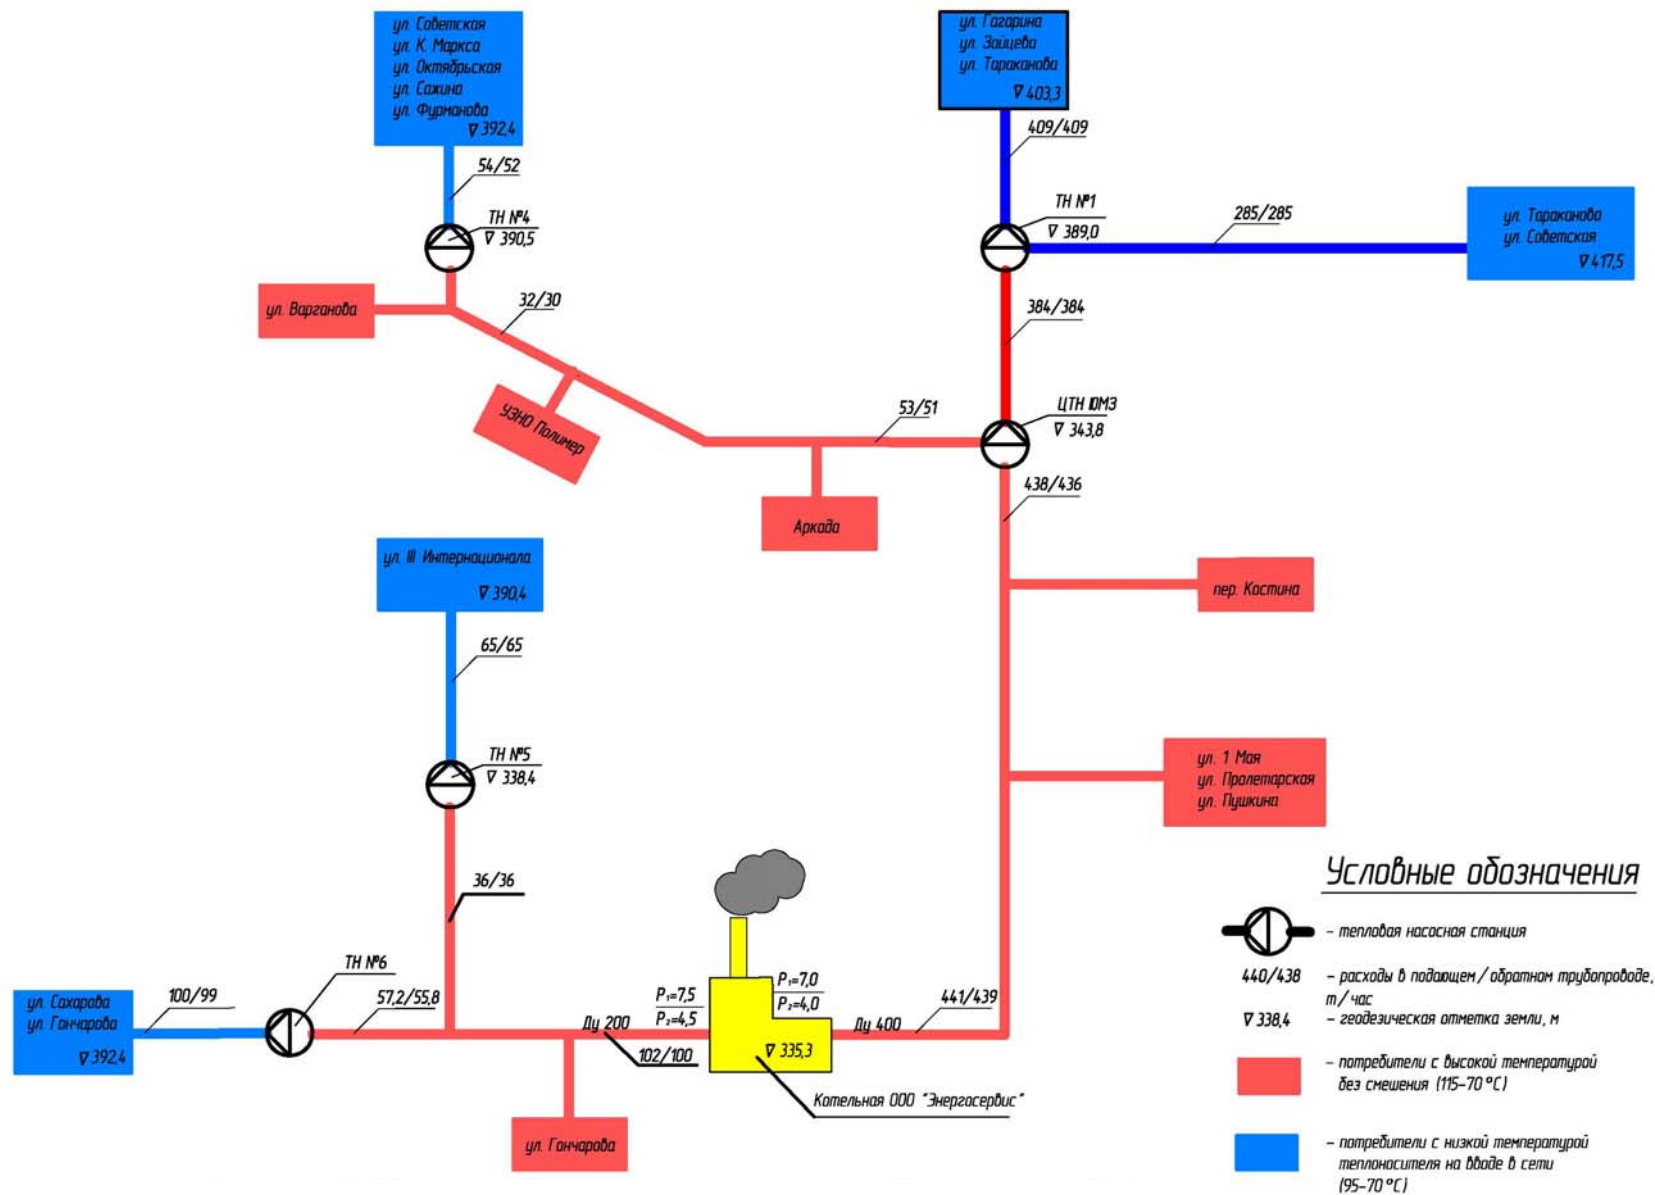 ул. Советская
ул. К. Маркса
ул. Октябрьская
ул. Сажина
ул. Фурманова
∇ 392,4
54/52
ТН №4
∇ 390,5
ул. Варганова
32/30
УЗНО Полимер
53/51
Аркада
ул. Гагарина
ул. Зайцева
ул. Тараканова
∇ 403,3
409/409
ТН №1
∇ 389,0
285/285
ул. Тараканова
ул. Советская
∇ 417,5
384/384
ЦТН ЮМЗ
∇ 343,8
438/436
пер. Костина
ул. 1 Мая
ул. Пролетарская
ул. Пушкина
ул. III Интернационала
∇ 390,4
65/65
ТН №5
∇ 338,4
36/36
ТН №6
100/99
ул. Сахарова
ул. Гончарова
∇ 392,4
57,2/55,8
Ду 200
102/100
P₁=7,5
P₂=4,5
P₁=7,0
P₂=4,0
∇ 335,3
Ду 400
441/439
Котельная ООО "Энергосервис"
ул. Гончарова
Условные обозначения
– тепловая насосная станция
440/438 – расходы в подающем / обратном трубопроводе,
т/час
∇ 338,4 – геодезическая отметка земли, м
– потребители с высокой температурой
без смешения (115-70 °С)
– потребители с низкой температурой
теплоносителя на вводе в сети
(95-70 °С)